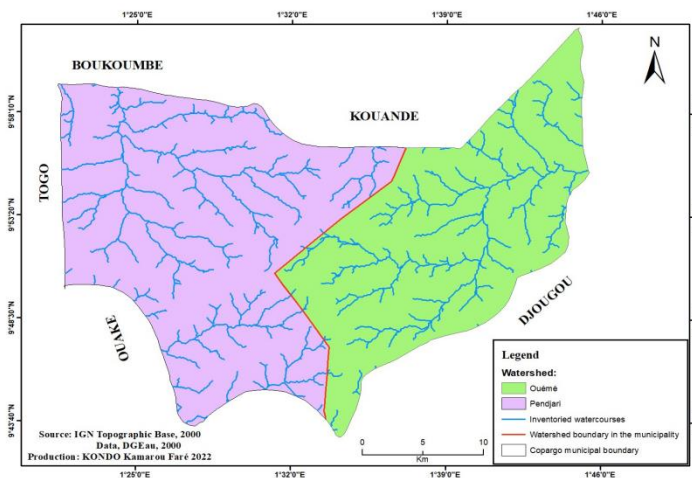 1°25'0"E 1°32'0"E 1°39'0"E 1°46'0"E
N
BOUKOUMBE
KOUANDE
9°58'10"N
TOGO
9°53'20"N
9°48'30"N
OUAKE
DJOUGOU
9°43'40"N
Legend
Watershed:
Ouémé
Pendjari
Inventoried watercourses
Watershed boundary in the municipality
Copargo municipal boundary
Source: IGN Topographic Base, 2000
Data, DGEau, 2000
Production: KONDO Kamarou Faré 2022
0 5 10
Km
1°25'0"E 1°32'0"E 1°39'0"E 1°46'0"E